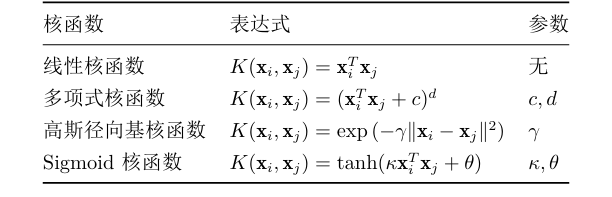 核函数 表达式 参数
线性核函数 $K(\mathbf{x}_i, \mathbf{x}_j) = \mathbf{x}_i^T \mathbf{x}_j$ 无
多项式核函数 $K(\mathbf{x}_i, \mathbf{x}_j) = (\mathbf{x}_i^T \mathbf{x}_j + c)^d$ $c, d$
高斯径向基核函数 $K(\mathbf{x}_i, \mathbf{x}_j) = \exp\left(-\gamma \|\mathbf{x}_i - \mathbf{x}_j\|^2\right)$ $\gamma$
Sigmoid 核函数 $K(\mathbf{x}_i, \mathbf{x}_j) = \tanh(\kappa \mathbf{x}_i^T \mathbf{x}_j + \theta)$ $\kappa, \theta$